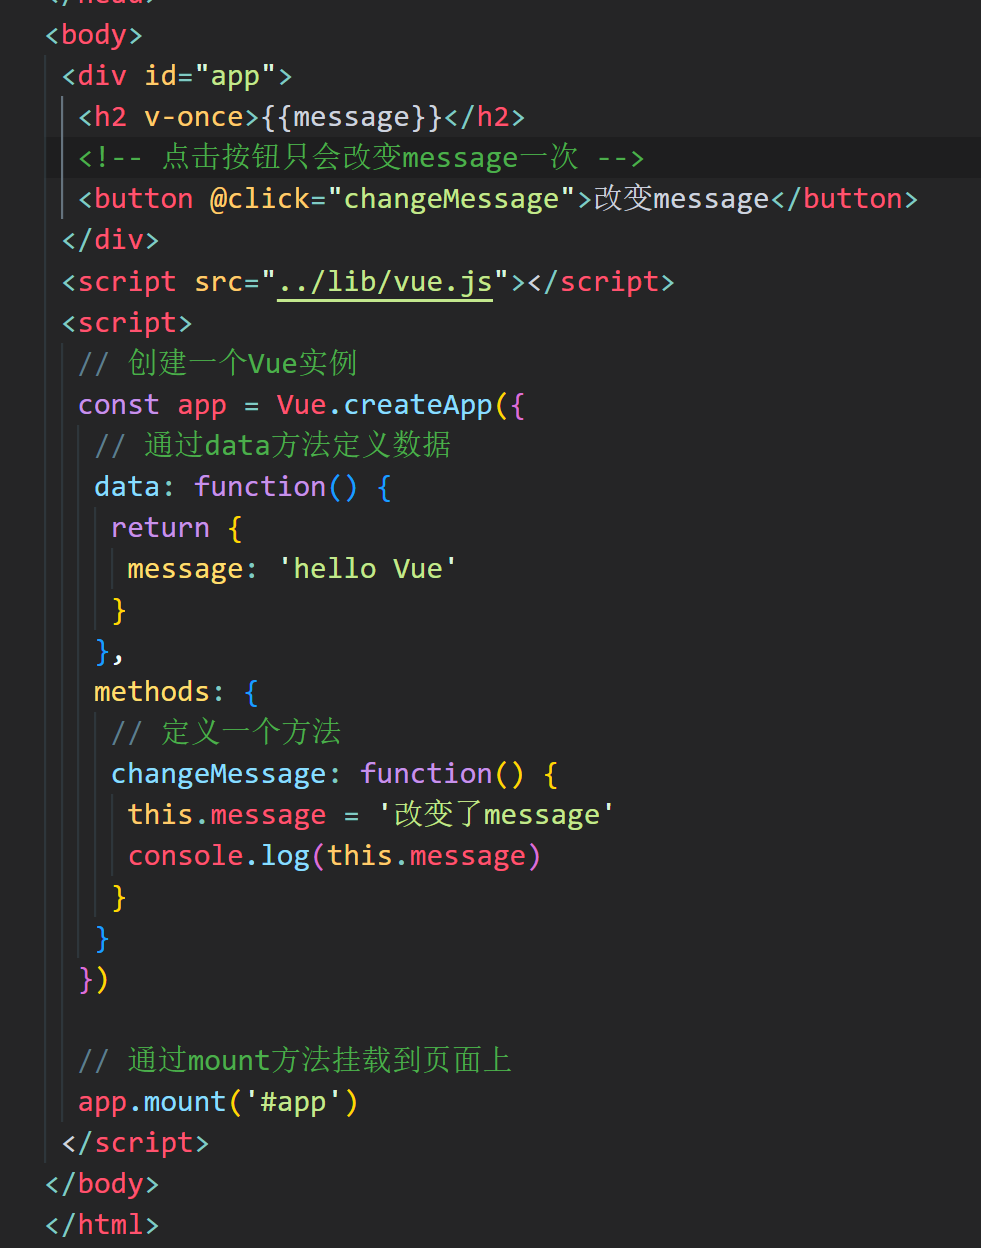 </head>
<body>
<div id="app">
<h2 v-once>{{message}}</h2>
<!-- 点击按钮只会改变message一次 -->
<button @click="changeMessage">改变message</button>
</div>
<script src="../lib/vue.js"></script>
<script>
// 创建一个Vue实例
const app = Vue.createApp({
// 通过data方法定义数据
data: function() {
return {
message: 'hello Vue'
}
},
methods: {
// 定义一个方法
changeMessage: function() {
this.message = '改变了message'
console.log(this.message)
}
}
})
// 通过mount方法挂载到页面上
app.mount('#app')
</script>
</body>
</html>